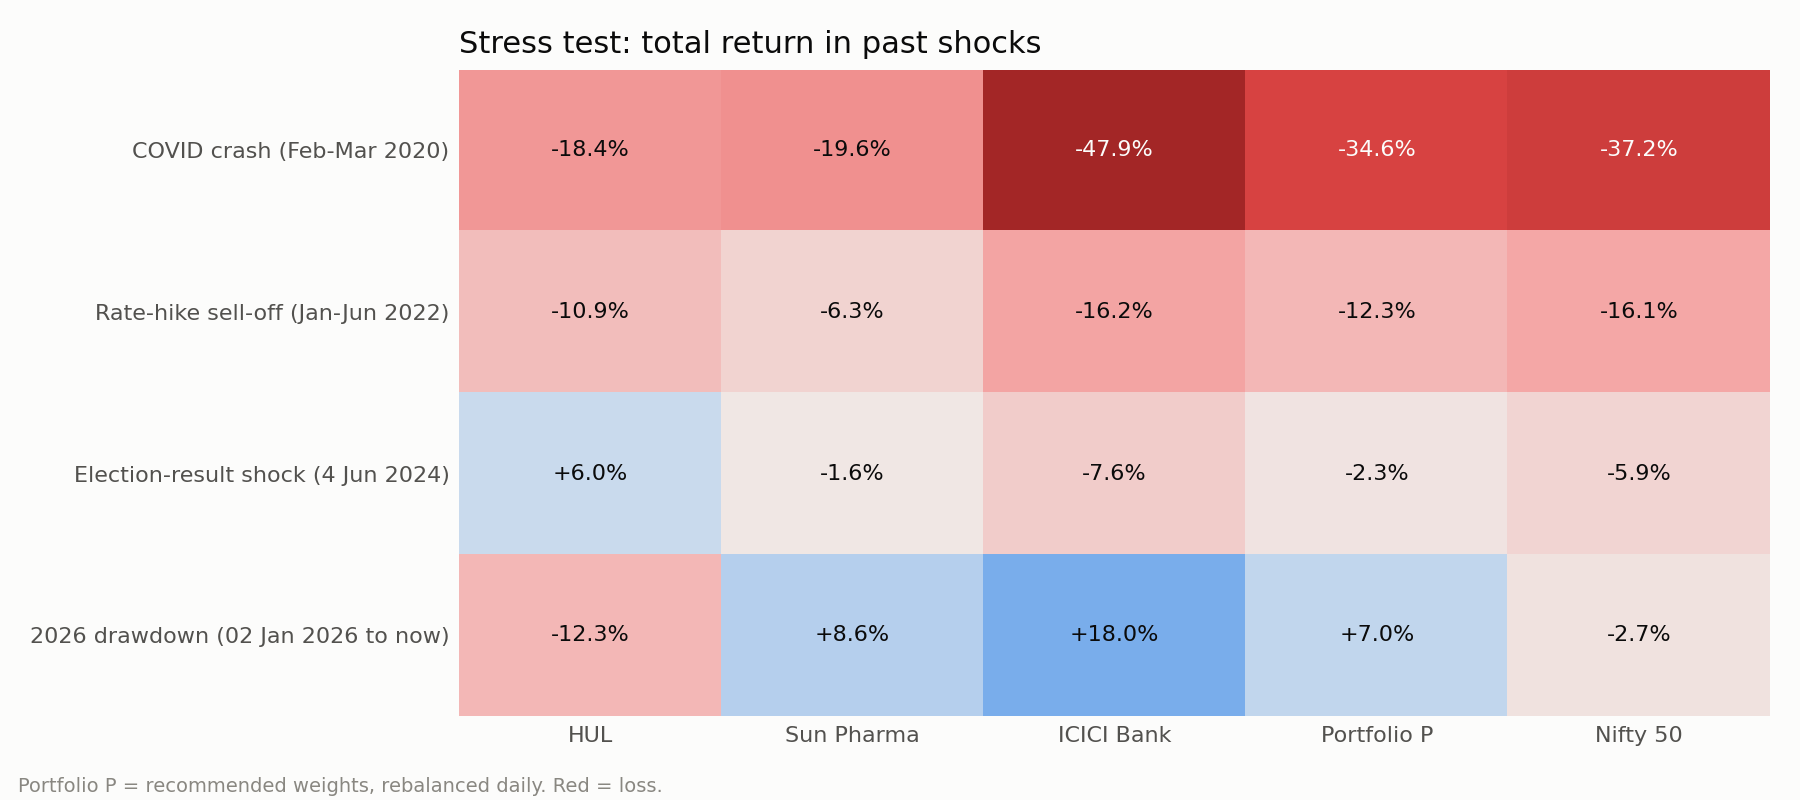 Stress test: total return in past shocks
COVID crash (Feb-Mar 2020) -18.4% -19.6% -47.9% -34.6% -37.2%
Rate-hike sell-off (Jan-Jun 2022) -10.9% -6.3% -16.2% -12.3% -16.1%
Election-result shock (4 Jun 2024) +6.0% -1.6% -7.6% -2.3% -5.9%
2026 drawdown (02 Jan 2026 to now) -12.3% +8.6% +18.0% +7.0% -2.7%
HUL Sun Pharma ICICI Bank Portfolio P Nifty 50
Portfolio P = recommended weights, rebalanced daily. Red = loss.